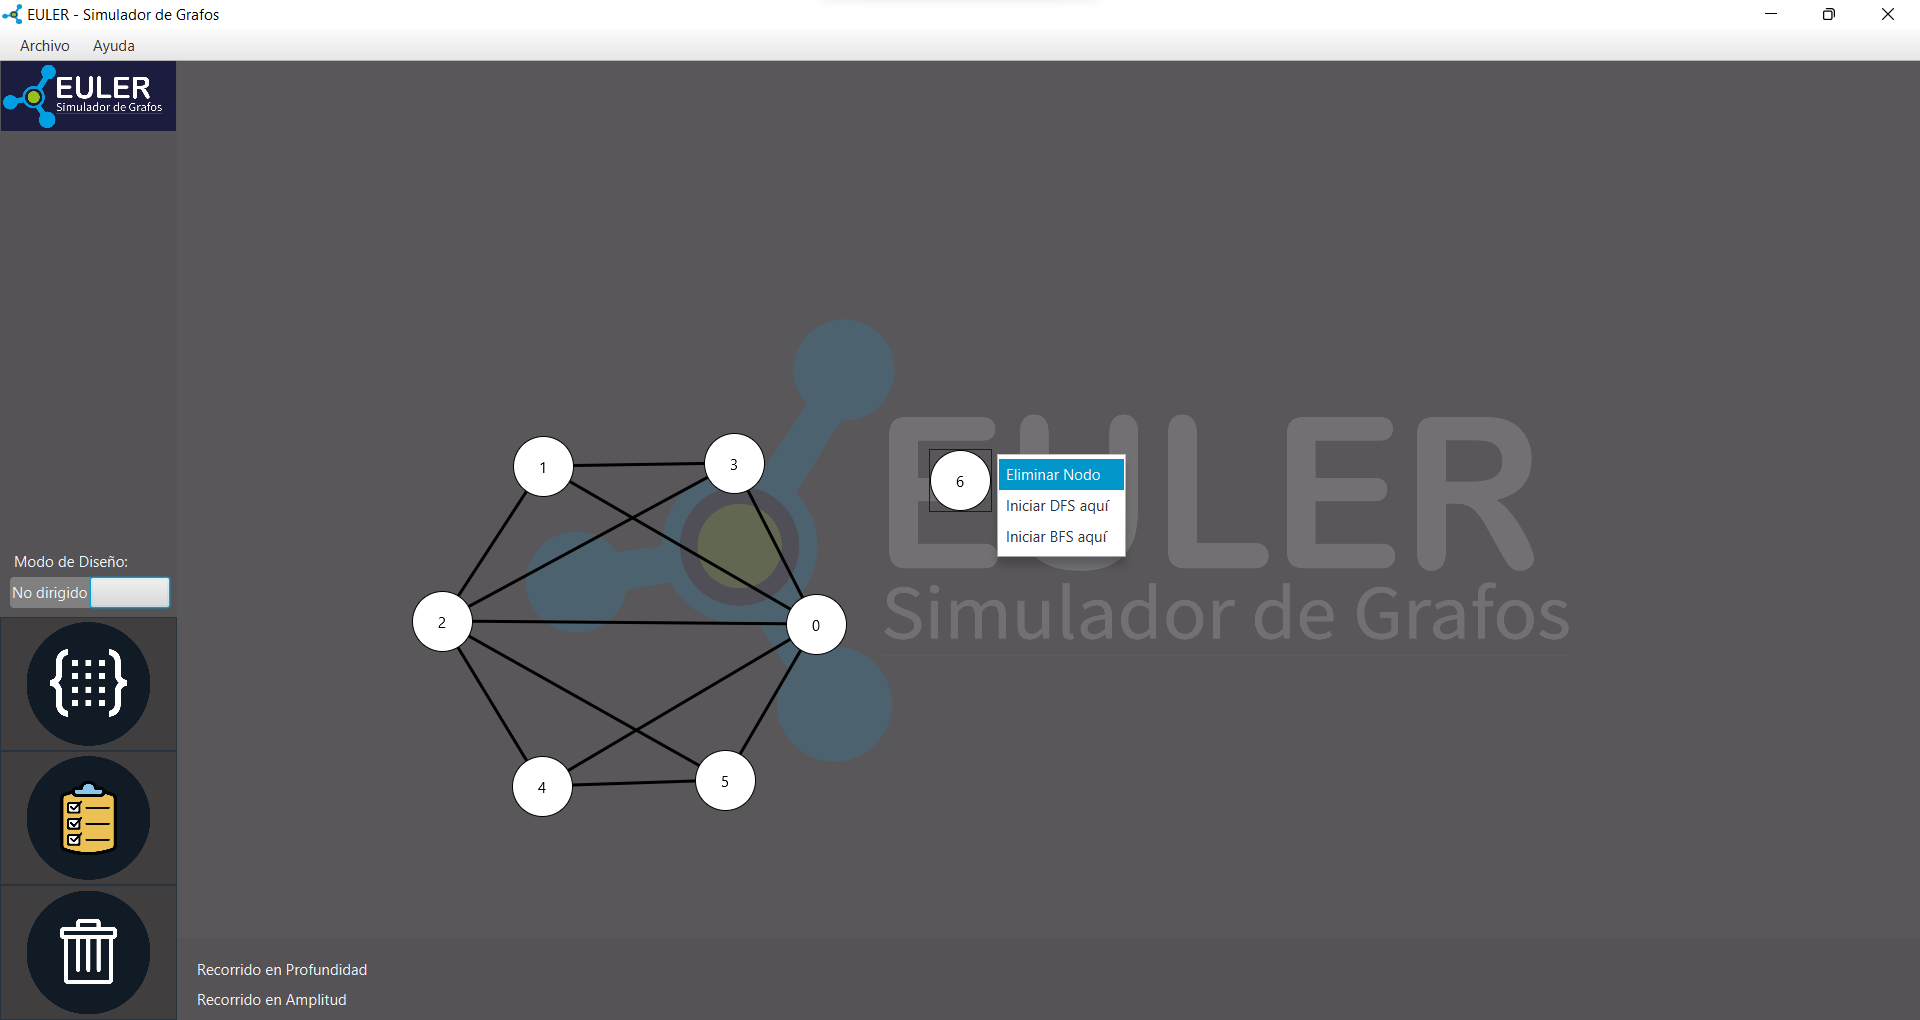 EULER - Simulador de Grafos
Archivo Ayuda
EULER
Simulador de Grafos
1
3
6
Eliminar Nodo
Iniciar DFS aquí
Iniciar BFS aquí
EULER
Simulador de Grafos
Modo de Diseño:
No dirigido
2
0
4
5
Recorrido en Profundidad
Recorrido en Amplitud